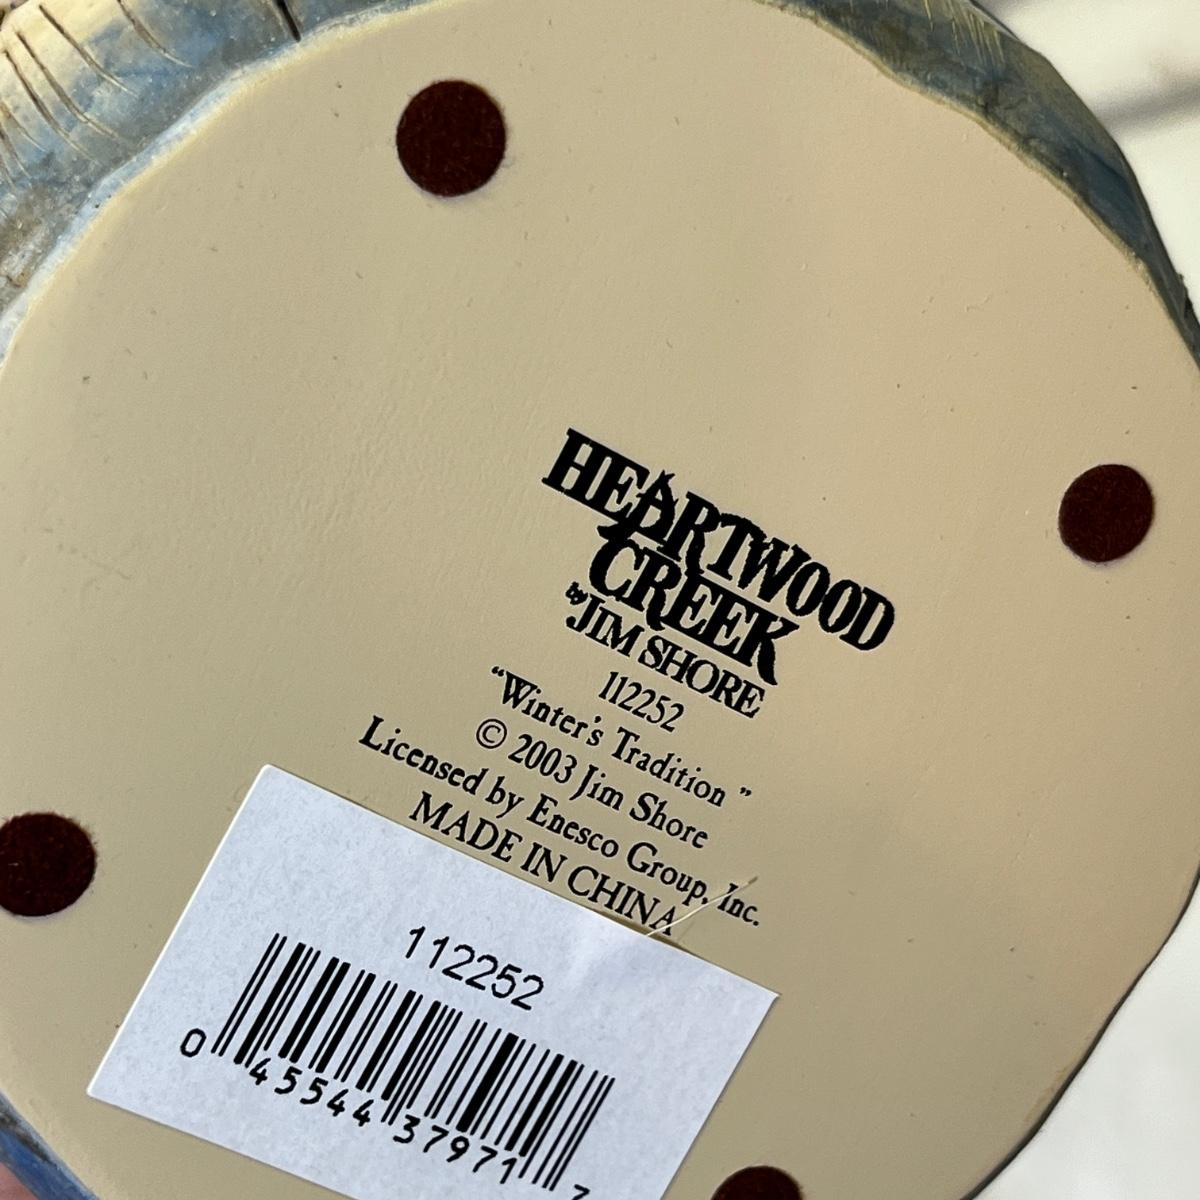 HEARTWOOD
CREEK
by JIM SHORE
112252
"Winter's Tradition "
© 2003 Jim Shore
Licensed by Enesco Group, Inc.
MADE IN CHINA
112252
0 45544 37971